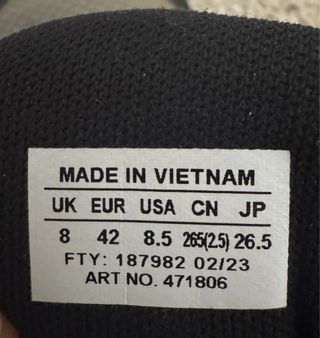 MADE IN VIETNAM
UK EUR USA CN JP
8 42 8.5 265(2.5) 26.5
FTY: 187982 02/23
ART NO. 471806